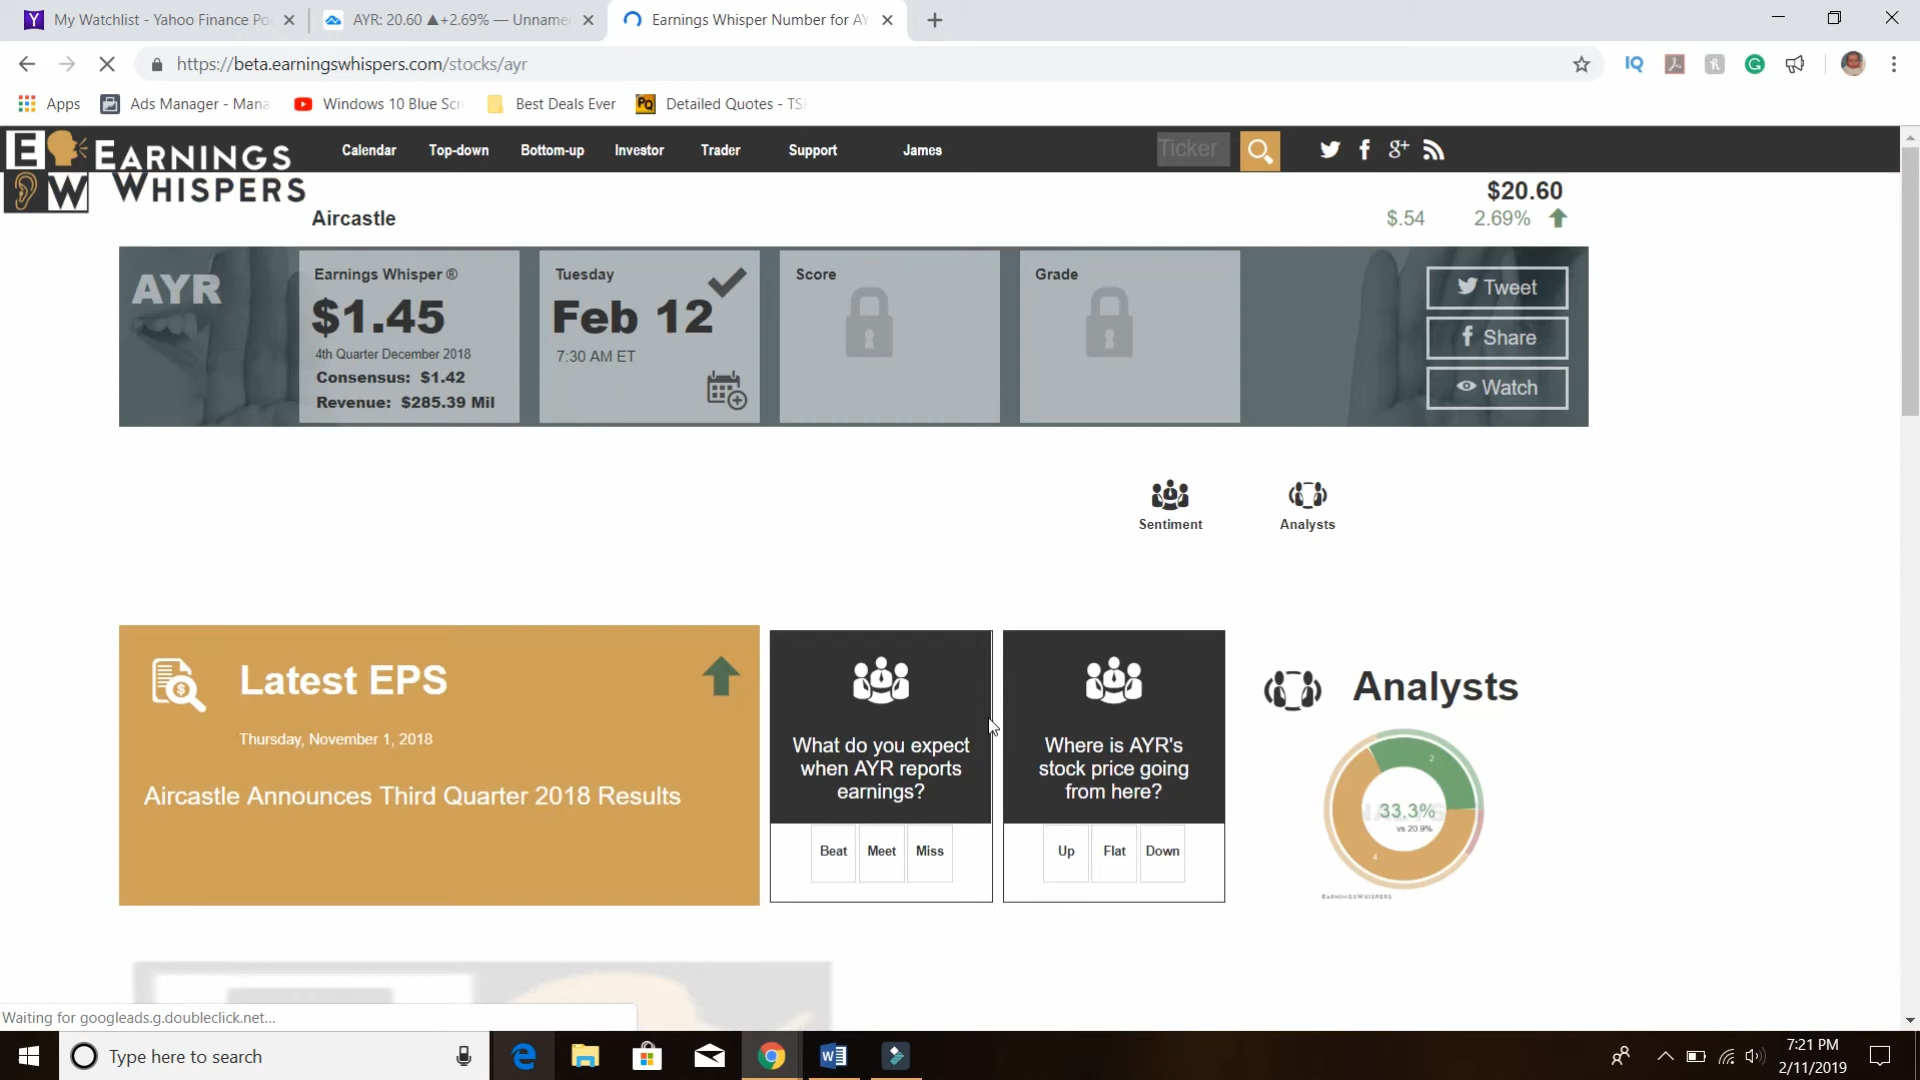 My Watchlist - Yahoo Finance Po
AYR: 20.60 ▲+2.69% — Unname
Earnings Whisper Number for AY
https://beta.earningswhispers.com/stocks/ayr
Apps
Ads Manager - Mana
Windows 10 Blue Scr
Best Deals Ever
Detailed Quotes - TS
E
W
EARNINGS
WHISPERS
Calendar
Top-down
Bottom-up
Investor
Trader
Support
James
Ticker
Aircastle
$20.60
$.54
2.69%
AYR
Earnings Whisper ®
$1.45
4th Quarter December 2018
Consensus: $1.42
Revenue: $285.39 Mil
Tuesday
Feb 12
7:30 AM ET
Score
Grade
Tweet
Share
Watch
Sentiment
Analysts
Latest EPS
Thursday, November 1, 2018
Aircastle Announces Third Quarter 2018 Results
What do you expect
when AYR reports
earnings?
Beat
Meet
Miss
Where is AYR's
stock price going
from here?
Up
Flat
Down
Analysts
2
33.3%
vs 20.9%
4
EARNINGSWHISPERS
Waiting for googleads.g.doubleclick.net...
Type here to search
7:21 PM
2/11/2019